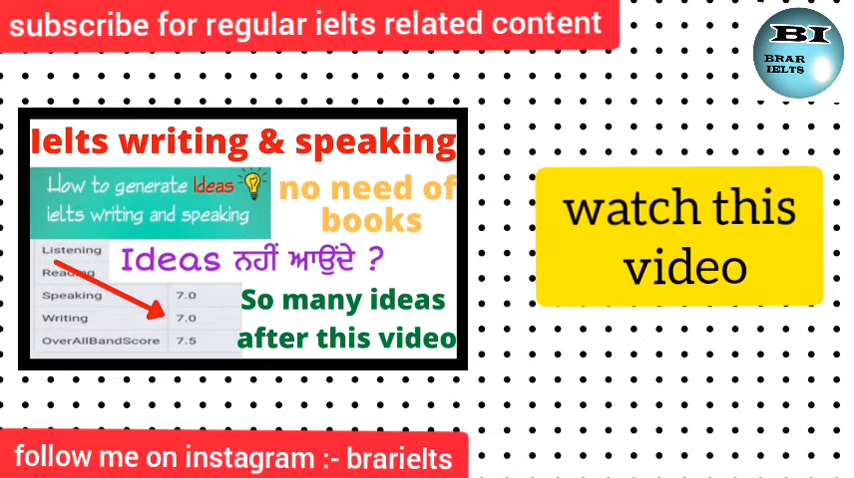 subscribe for regular ielts related content
BI
BRAR
IELTS
Ielts writing & speaking
How to generate Ideas
ielts writing and speaking
no need of
books
Listening
Reading
Ideas ਨਹੀਂ ਆਉਂਦੇ ?
Speaking 7.0
Writing 7.0
OverAllBandScore 7.5
So many ideas
after this video
watch this
video
follow me on instagram :- brarielts